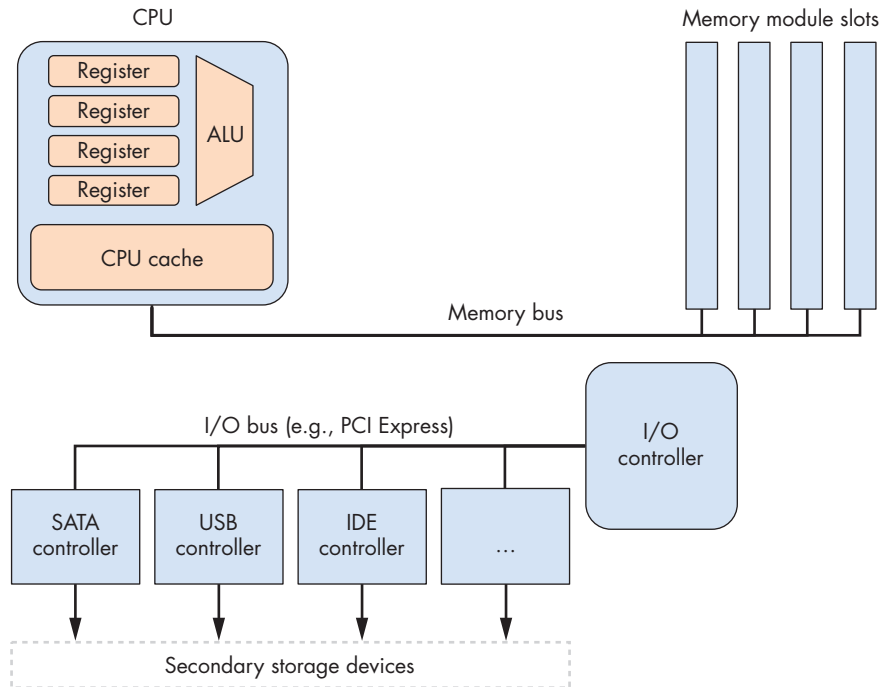 CPU
Memory module slots
Register
Register
Register
Register
ALU
CPU cache
Memory bus
I/O bus (e.g., PCI Express)
I/O
controller
SATA
controller
USB
controller
IDE
controller
...
Secondary storage devices